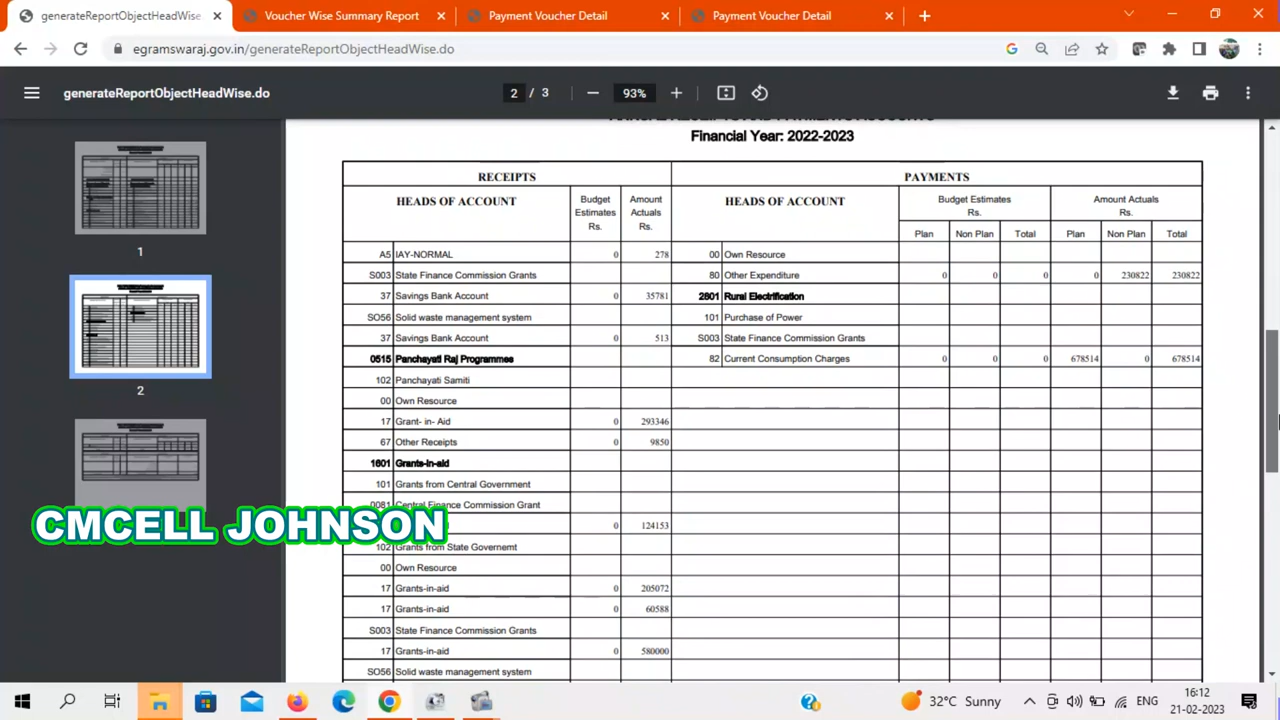 generateReportObjectHeadWise. Voucher Wise Summary Report Payment Voucher Detail Payment Voucher Detail
egramswaraj.gov.in/generateReportObjectHeadWise.do
generateReportObjectHeadWise.do 2 / 3 93%
Financial Year: 2022-2023
RECEIPTS PAYMENTS
HEADS OF ACCOUNT Budget Estimates Rs. Amount Actuals Rs. HEADS OF ACCOUNT Budget Estimates Rs. Amount Actuals Rs.
Plan Non Plan Total Plan Non Plan Total
A5 IAY-NORMAL 0 278 00 Own Resource
S003 State Finance Commission Grants 80 Other Expenditure 0 0 0 0 230822 230822
37 Savings Bank Account 0 35781 2801 Rural Electrification
SO56 Solid waste management system 101 Purchase of Power
37 Savings Bank Account 0 513 S003 State Finance Commission Grants
0515 Panchayati Raj Programmes 82 Current Consumption Charges 0 0 0 678514 0 678514
102 Panchayati Samiti
00 Own Resource
17 Grant- in- Aid 0 293346
67 Other Receipts 0 9850
1601 Grants-in-aid
101 Grants from Central Government
0081 Central Finance Commission Grant
0 124153
102 Grants from State Governemt
00 Own Resource
17 Grants-in-aid 0 205072
17 Grants-in-aid 0 60588
S003 State Finance Commission Grants
17 Grants-in-aid 0 580000
SO56 Solid waste management system
1
2
CMCELL JOHNSON
32°C Sunny ENG 16:12
21-02-2023